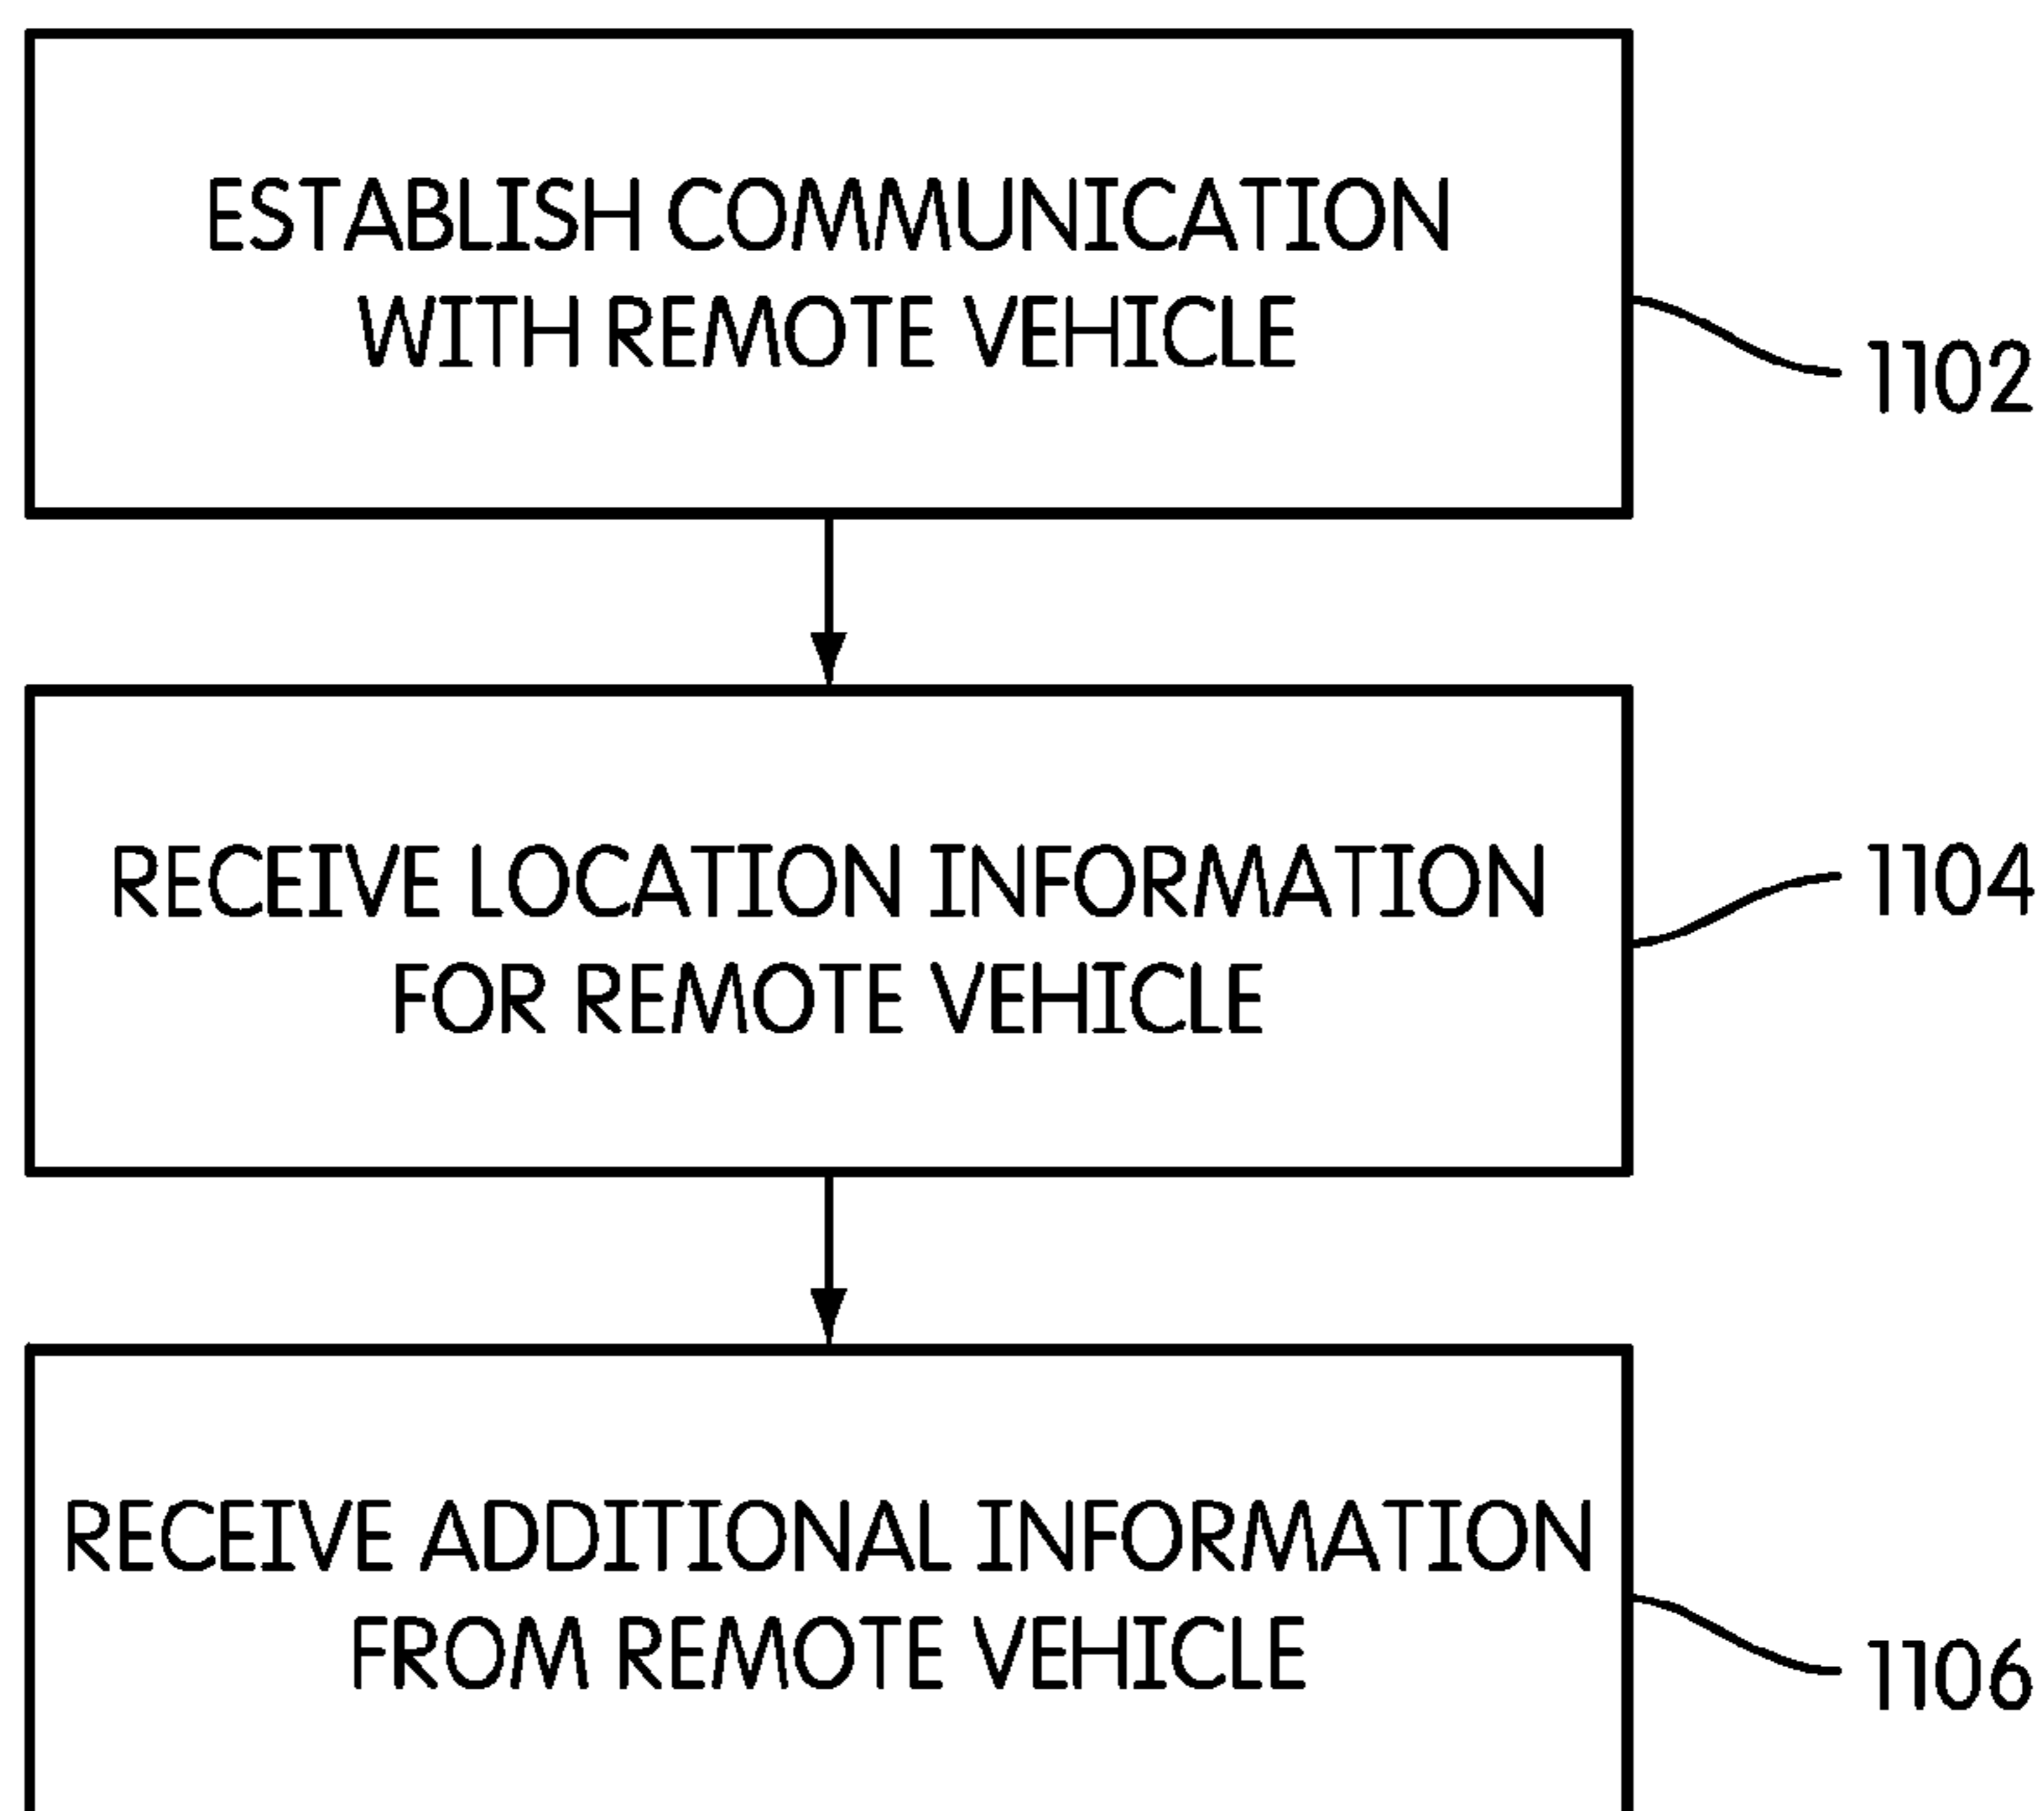 ESTABLISH COMMUNICATION
WITH REMOTE VEHICLE
1102
RECEIVE LOCATION INFORMATION
FOR REMOTE VEHICLE
1104
RECEIVE ADDITIONAL INFORMATION
FROM REMOTE VEHICLE
1106